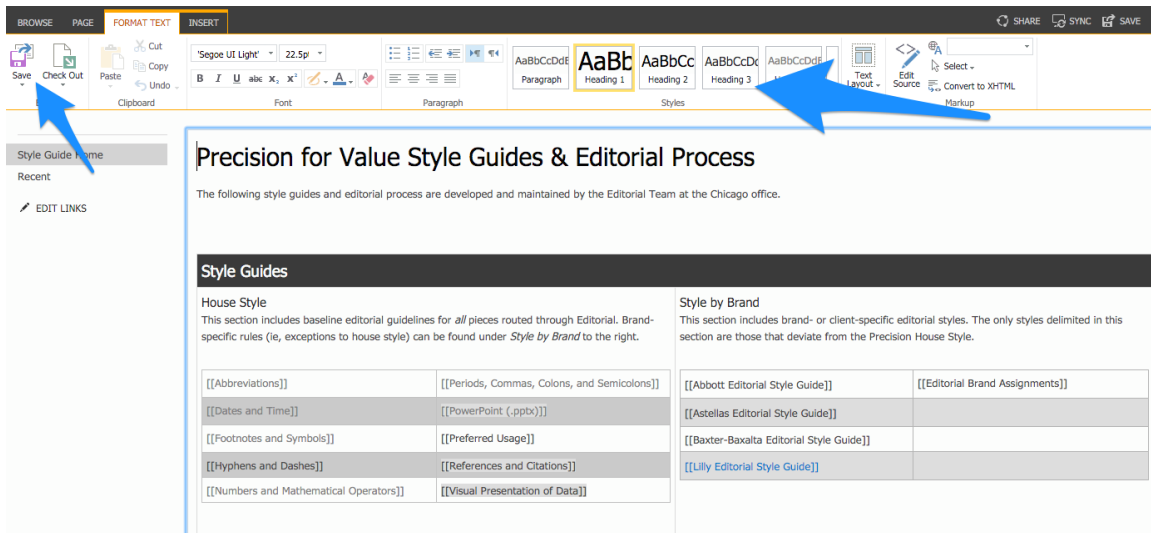 BROWSE PAGE FORMAT TEXT INSERT SHARE SYNC SAVE
Cut
Copy
Undo
Save Check Out Paste
'Segoe UI Light' 22.5pt
B I U abc x₂ x² A
AaBbCcDdE AaBb AaBbCc AaBbCcDc AaBbCcDdE
Paragraph Heading 1 Heading 2 Heading 3
Text Layout
Edit Source
Select
Convert to XHTML
Clipboard Font Paragraph Styles Markup
Style Guide Home
Recent
EDIT LINKS
Precision for Value Style Guides & Editorial Process
The following style guides and editorial process are developed and maintained by the Editorial Team at the Chicago office.
Style Guides
House Style
This section includes baseline editorial guidelines for all pieces routed through Editorial. Brand-
specific rules (ie, exceptions to house style) can be found under Style by Brand to the right.
[[Abbreviations]] [[Periods, Commas, Colons, and Semicolons]]
[[Dates and Time]] [[PowerPoint (.pptx)]]
[[Footnotes and Symbols]] [[Preferred Usage]]
[[Hyphens and Dashes]] [[References and Citations]]
[[Numbers and Mathematical Operators]] [[Visual Presentation of Data]]
Style by Brand
This section includes brand- or client-specific editorial styles. The only styles delimited in this
section are those that deviate from the Precision House Style.
[[Abbott Editorial Style Guide]] [[Editorial Brand Assignments]]
[[Astellas Editorial Style Guide]]
[[Baxter-Baxalta Editorial Style Guide]]
[[Lilly Editorial Style Guide]]